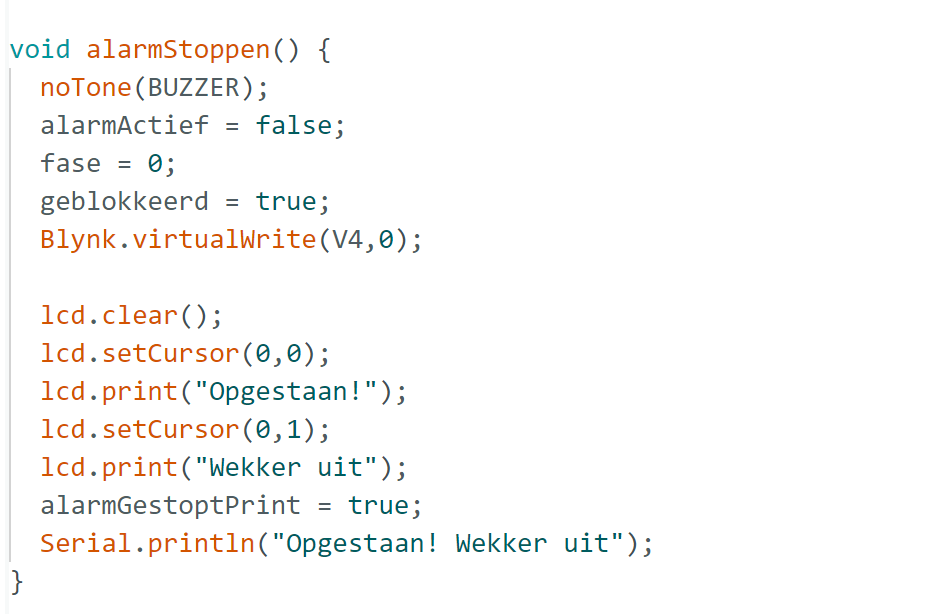 void alarmStoppen() {
  noTone(BUZZER);
  alarmActief = false;
  fase = 0;
  geblokkeerd = true;
  Blynk.virtualWrite(V4,0);

  lcd.clear();
  lcd.setCursor(0,0);
  lcd.print("Opgestaan!");
  lcd.setCursor(0,1);
  lcd.print("Wekker uit");
  alarmGestoptPrint = true;
  Serial.println("Opgestaan! Wekker uit");
}